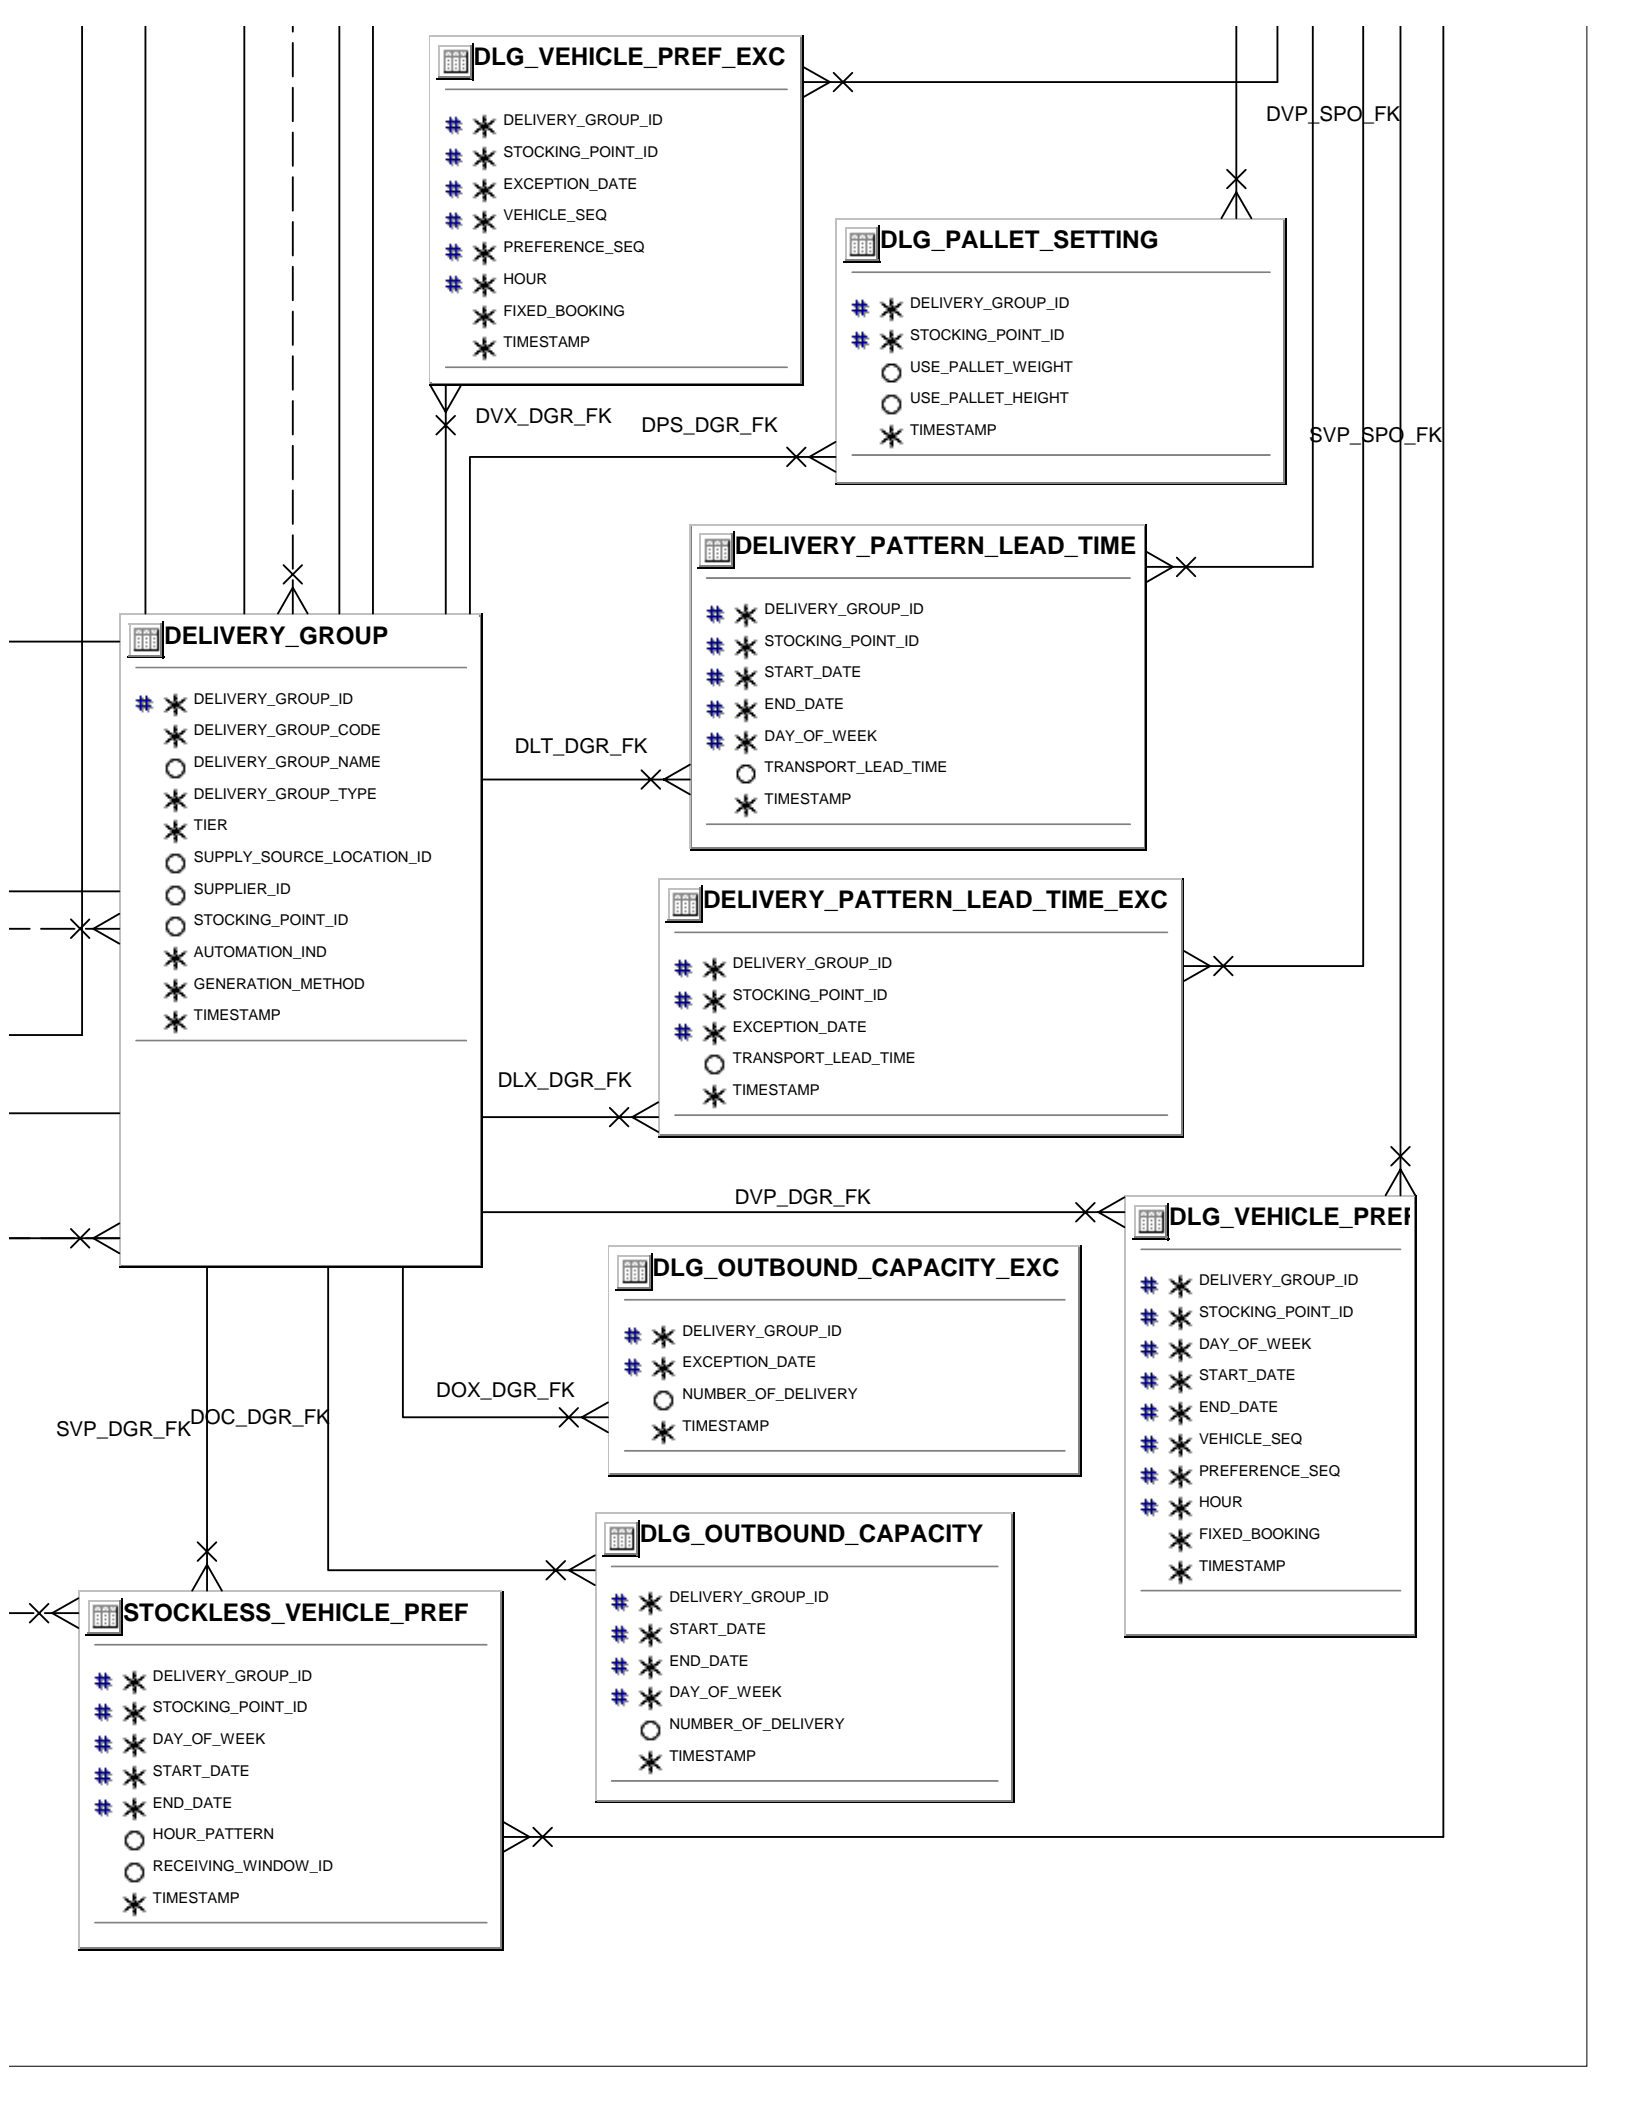 DLG_VEHICLE_PREF_EXC
# * DELIVERY_GROUP_ID
# * STOCKING_POINT_ID
# * EXCEPTION_DATE
# * VEHICLE_SEQ
# * PREFERENCE_SEQ
# * HOUR
* FIXED_BOOKING
* TIMESTAMP
DVP_SPO_FK
DLG_PALLET_SETTING
# * DELIVERY_GROUP_ID
# * STOCKING_POINT_ID
USE_PALLET_WEIGHT
USE_PALLET_HEIGHT
* TIMESTAMP
DVX_DGR_FK
DPS_DGR_FK
SVP_SPO_FK
DELIVERY_PATTERN_LEAD_TIME
# * DELIVERY_GROUP_ID
# * STOCKING_POINT_ID
# * START_DATE
# * END_DATE
# * DAY_OF_WEEK
TRANSPORT_LEAD_TIME
* TIMESTAMP
DELIVERY_GROUP
# * DELIVERY_GROUP_ID
* DELIVERY_GROUP_CODE
DELIVERY_GROUP_NAME
* DELIVERY_GROUP_TYPE
* TIER
SUPPLY_SOURCE_LOCATION_ID
SUPPLIER_ID
STOCKING_POINT_ID
* AUTOMATION_IND
* GENERATION_METHOD
* TIMESTAMP
DLT_DGR_FK
DELIVERY_PATTERN_LEAD_TIME_EXC
# * DELIVERY_GROUP_ID
# * STOCKING_POINT_ID
# * EXCEPTION_DATE
TRANSPORT_LEAD_TIME
* TIMESTAMP
DLX_DGR_FK
DVP_DGR_FK
DLG_VEHICLE_PREF
# * DELIVERY_GROUP_ID
# * STOCKING_POINT_ID
# * DAY_OF_WEEK
# * START_DATE
# * END_DATE
# * VEHICLE_SEQ
# * PREFERENCE_SEQ
# * HOUR
* FIXED_BOOKING
* TIMESTAMP
DLG_OUTBOUND_CAPACITY_EXC
# * DELIVERY_GROUP_ID
# * EXCEPTION_DATE
NUMBER_OF_DELIVERY
* TIMESTAMP
DOX_DGR_FK
SVP_DGR_FK
DOC_DGR_FK
DLG_OUTBOUND_CAPACITY
# * DELIVERY_GROUP_ID
# * START_DATE
# * END_DATE
# * DAY_OF_WEEK
NUMBER_OF_DELIVERY
* TIMESTAMP
STOCKLESS_VEHICLE_PREF
# * DELIVERY_GROUP_ID
# * STOCKING_POINT_ID
# * DAY_OF_WEEK
# * START_DATE
# * END_DATE
HOUR_PATTERN
RECEIVING_WINDOW_ID
* TIMESTAMP